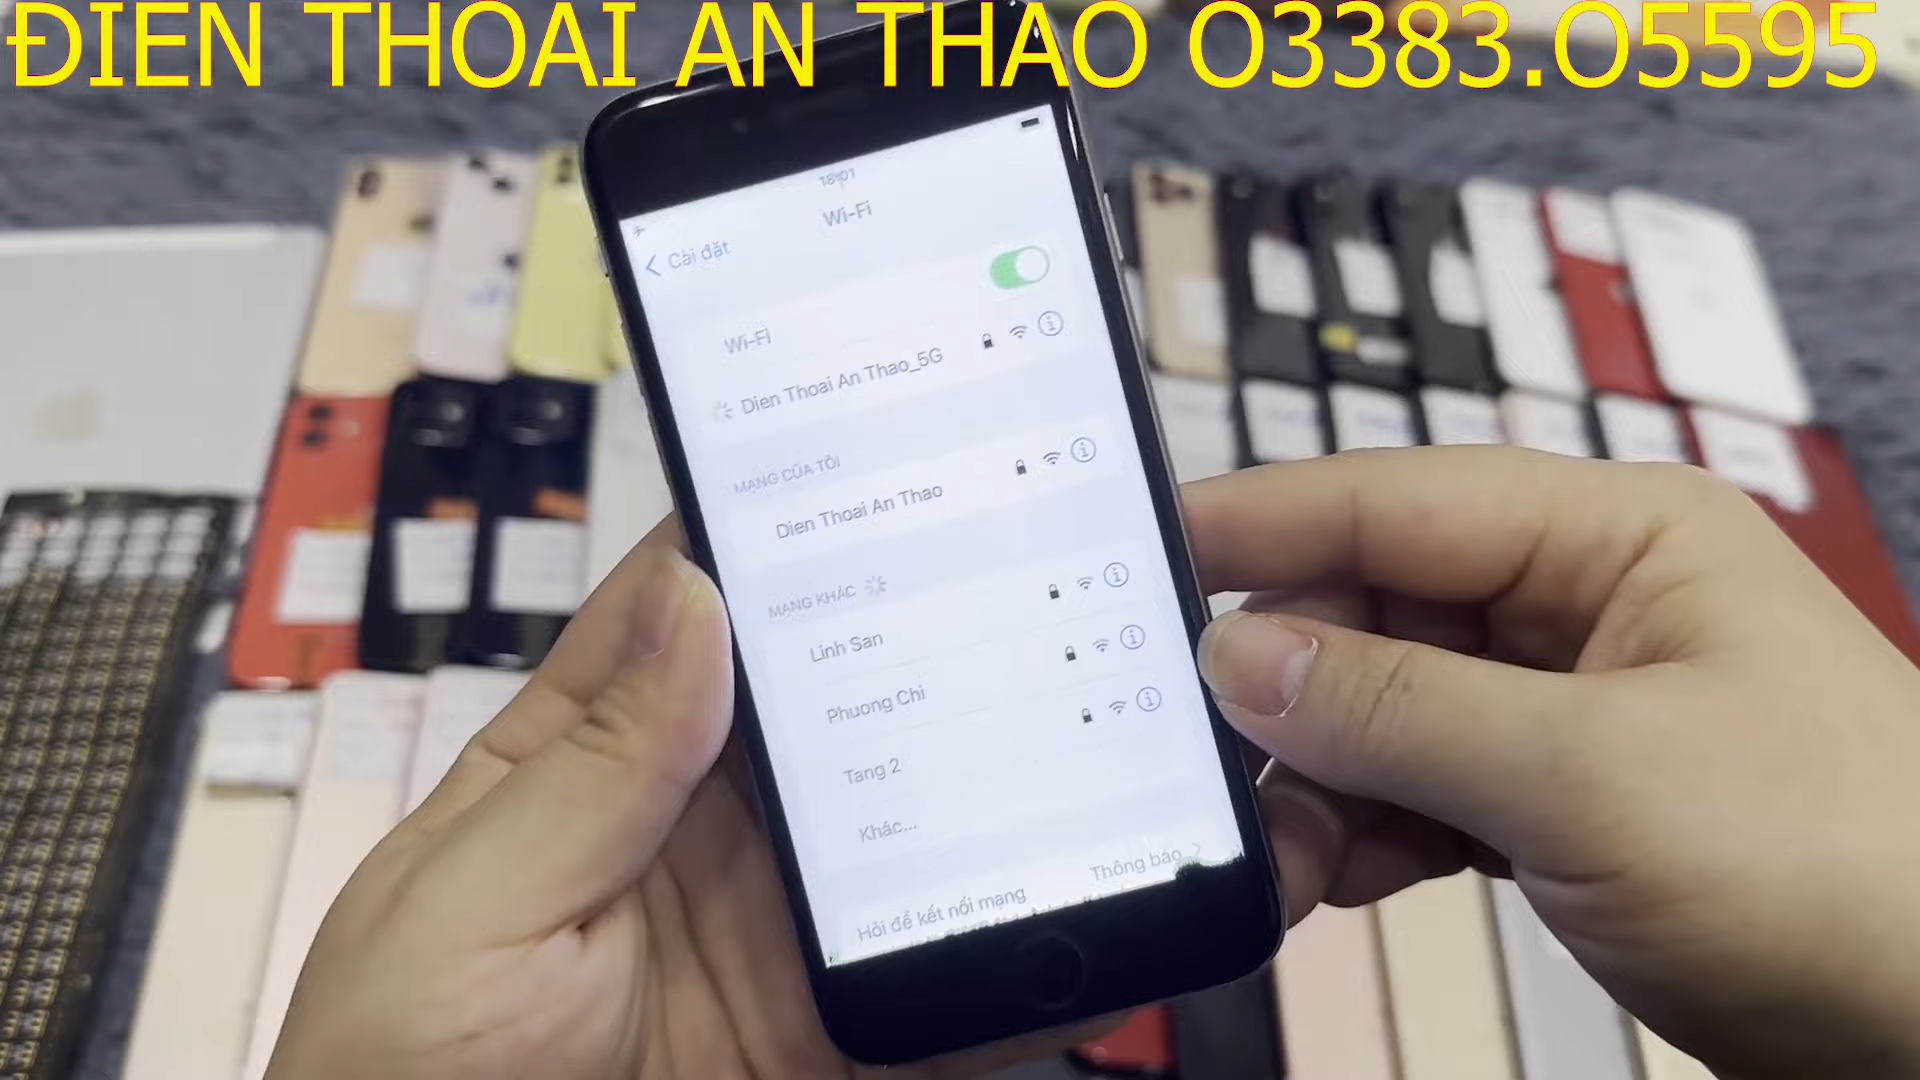 ĐIEN THOAI AN THAO O3383.O5595
18:01
Wi-Fi
Cài đặt
Wi-Fi
Dien Thoai An Thao_5G
MẠNG CỦA TÔI
Dien Thoai An Thao
MẠNG KHÁC
Linh San
Phuong Chi
Tang 2
Khác...
Hỏi để kết nối mạng
Thông báo